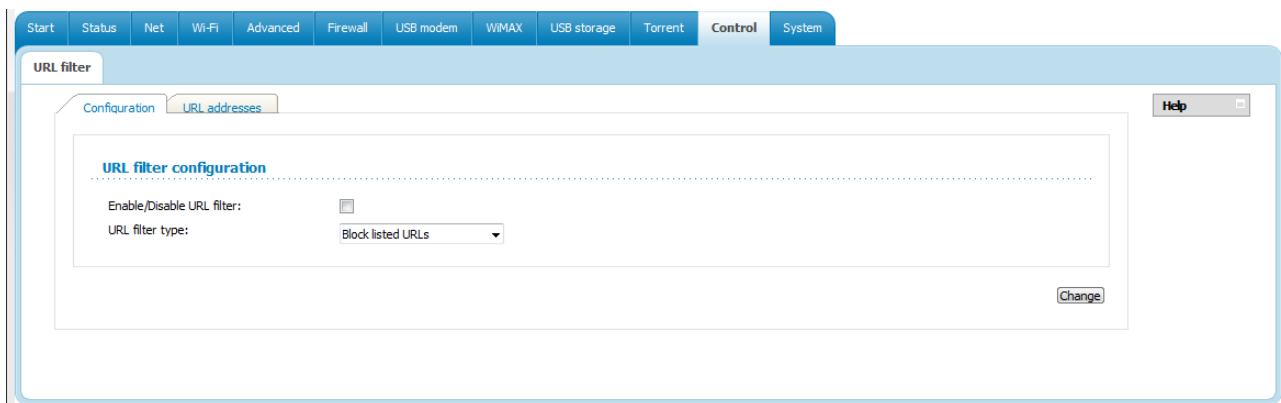 Start Status Net Wi-Fi Advanced Firewall USB modem WiMAX USB storage Torrent Control System
URL filter
Configuration URL addresses Help
URL filter configuration
Enable/Disable URL filter:
URL filter type: Block listed URLs
Change